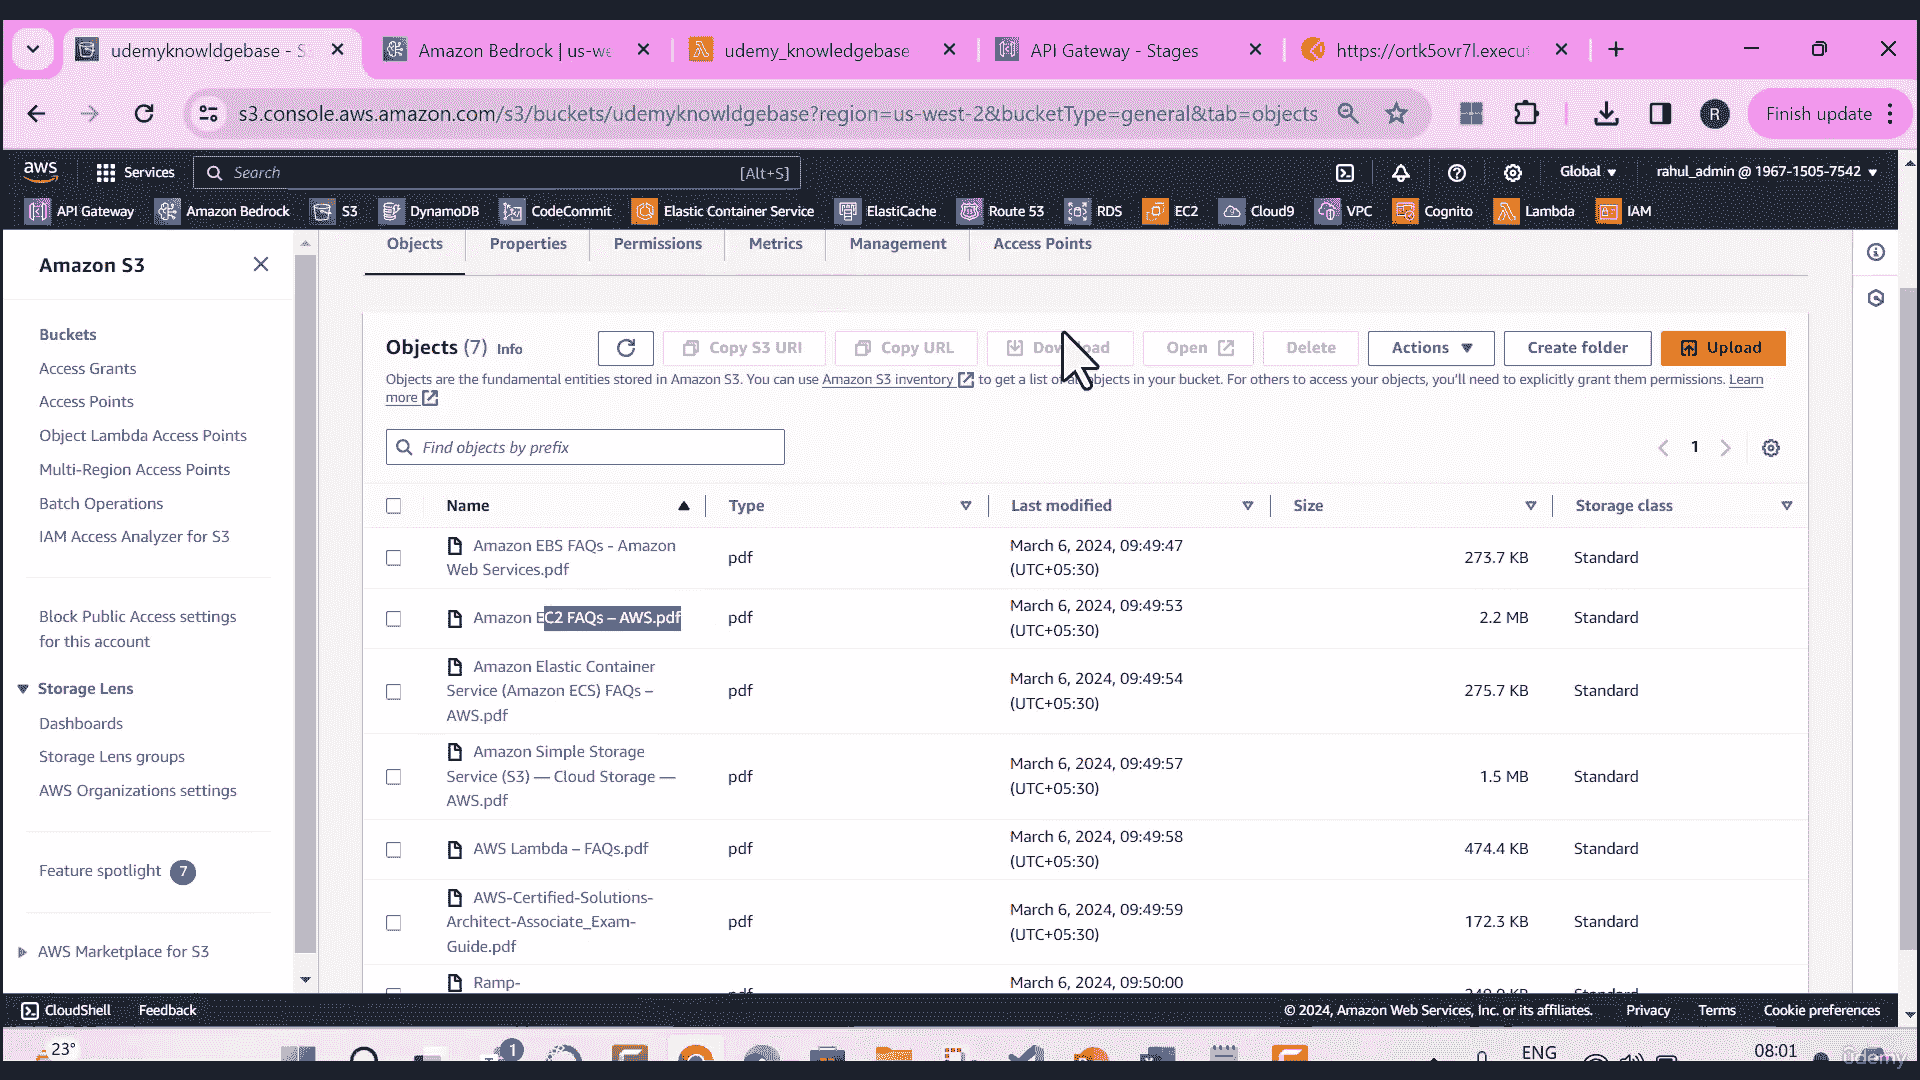 udemyknowldgebase - S
Amazon Bedrock | us-we
udemy_knowledgebase
API Gateway - Stages
https://ortk5ovr7l.execut
s3.console.aws.amazon.com/s3/buckets/udemyknowldgebase?region=us-west-2&bucketType=general&tab=objects
R
Finish update
aws
Services
Search
[Alt+S]
Global
rahul_admin @ 1967-1505-7542
API Gateway
Amazon Bedrock
S3
DynamoDB
CodeCommit
Elastic Container Service
ElastiCache
Route 53
RDS
EC2
Cloud9
VPC
Cognito
Lambda
IAM
Amazon S3
Buckets
Access Grants
Access Points
Object Lambda Access Points
Multi-Region Access Points
Batch Operations
IAM Access Analyzer for S3
Block Public Access settings
for this account
Storage Lens
Dashboards
Storage Lens groups
AWS Organizations settings
Feature spotlight 7
AWS Marketplace for S3
Objects
Properties
Permissions
Metrics
Management
Access Points
Objects (7) Info
Copy S3 URI
Copy URL
Download
Open
Delete
Actions
Create folder
Upload
Objects are the fundamental entities stored in Amazon S3. You can use Amazon S3 inventory to get a list of all objects in your bucket. For others to access your objects, you'll need to explicitly grant them permissions. Learn
more
Find objects by prefix
1
Name
Type
Last modified
Size
Storage class
Amazon EBS FAQs - Amazon
Web Services.pdf
pdf
March 6, 2024, 09:49:47
(UTC+05:30)
273.7 KB
Standard
Amazon EC2 FAQs – AWS.pdf
pdf
March 6, 2024, 09:49:53
(UTC+05:30)
2.2 MB
Standard
Amazon Elastic Container
Service (Amazon ECS) FAQs –
AWS.pdf
pdf
March 6, 2024, 09:49:54
(UTC+05:30)
275.7 KB
Standard
Amazon Simple Storage
Service (S3) — Cloud Storage —
AWS.pdf
pdf
March 6, 2024, 09:49:57
(UTC+05:30)
1.5 MB
Standard
AWS Lambda – FAQs.pdf
pdf
March 6, 2024, 09:49:58
(UTC+05:30)
474.4 KB
Standard
AWS-Certified-Solutions-
Architect-Associate_Exam-
Guide.pdf
pdf
March 6, 2024, 09:49:59
(UTC+05:30)
172.3 KB
Standard
Ramp-
pdf
March 6, 2024, 09:50:00
Standard
CloudShell
Feedback
© 2024, Amazon Web Services, Inc. or its affiliates.
Privacy
Terms
Cookie preferences
23°
1
ENG
08:01
udemy